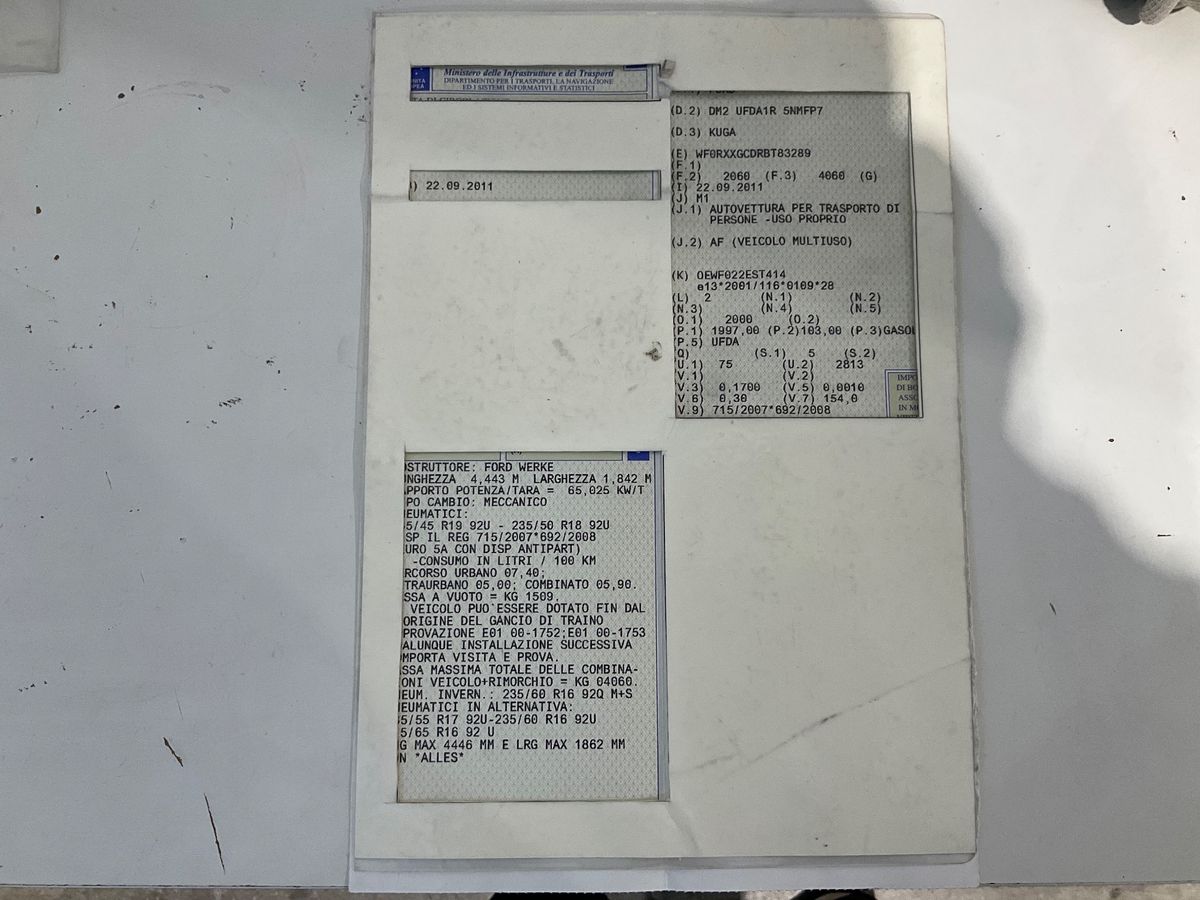 Ministero delle Infrastrutture e dei Trasporti
DIPARTIMENTO PER I TRASPORTI, LA NAVIGAZIONE
ED I SISTEMI INFORMATIVI E STATISTICI
) 22.09.2011
(D.2) DM2 UFDA1R 5NMFP7
(D.3) KUGA
(E) WF0RXXGCDRBT83289
(F.1)
(F.2) 2060 (F.3) 4060 (G)
(I) 22.09.2011
(J) M1
(J.1) AUTOVETTURA PER TRASPORTO DI
PERSONE -USO PROPRIO
(J.2) AF (VEICOLO MULTIUSO)
(K) OEWF022EST414
e13*2001/116*0109*28
(L) 2 (N.1) (N.2)
(N.3) (N.4) (N.5)
(O.1) 2000 (O.2)
(P.1) 1997,00 (P.2)103,00 (P.3)GASOL
(P.5) UFDA
Q) (S.1) 5 (S.2)
U.1) 75 (U.2) 2813
V.1) (V.2)
V.3) 0,1700 (V.5) 0,0010
V.6) 0,30 (V.7) 154,0
V.9) 715/2007*692/2008
IMPO
DI BO
ASSO
IN MO
OSTRUTTORE: FORD WERKE
NGHEZZA 4,443 M LARGHEZZA 1,842 M
PPORTO POTENZA/TARA = 65,025 KW/T
PO CAMBIO: MECCANICO
EUMATICI:
5/45 R19 92U - 235/50 R18 92U
SP IL REG 715/2007*692/2008
URO 5A CON DISP ANTIPART)
-CONSUMO IN LITRI / 100 KM
RCORSO URBANO 07,40;
TRAURBANO 05,00; COMBINATO 05,90.
SSA A VUOTO = KG 1509.
VEICOLO PUO`ESSERE DOTATO FIN DAL
ORIGINE DEL GANCIO DI TRAINO
PROVAZIONE E01 00-1752;E01 00-1753
ALUNQUE INSTALLAZIONE SUCCESSIVA
MPORTA VISITA E PROVA.
SSA MASSIMA TOTALE DELLE COMBINA-
ONI VEICOLO+RIMORCHIO = KG 04060.
EUM. INVERN.: 235/60 R16 92Q M+S
EUMATICI IN ALTERNATIVA:
5/55 R17 92U-235/60 R16 92U
5/65 R16 92 U
G MAX 4446 MM E LRG MAX 1862 MM
N *ALLES*